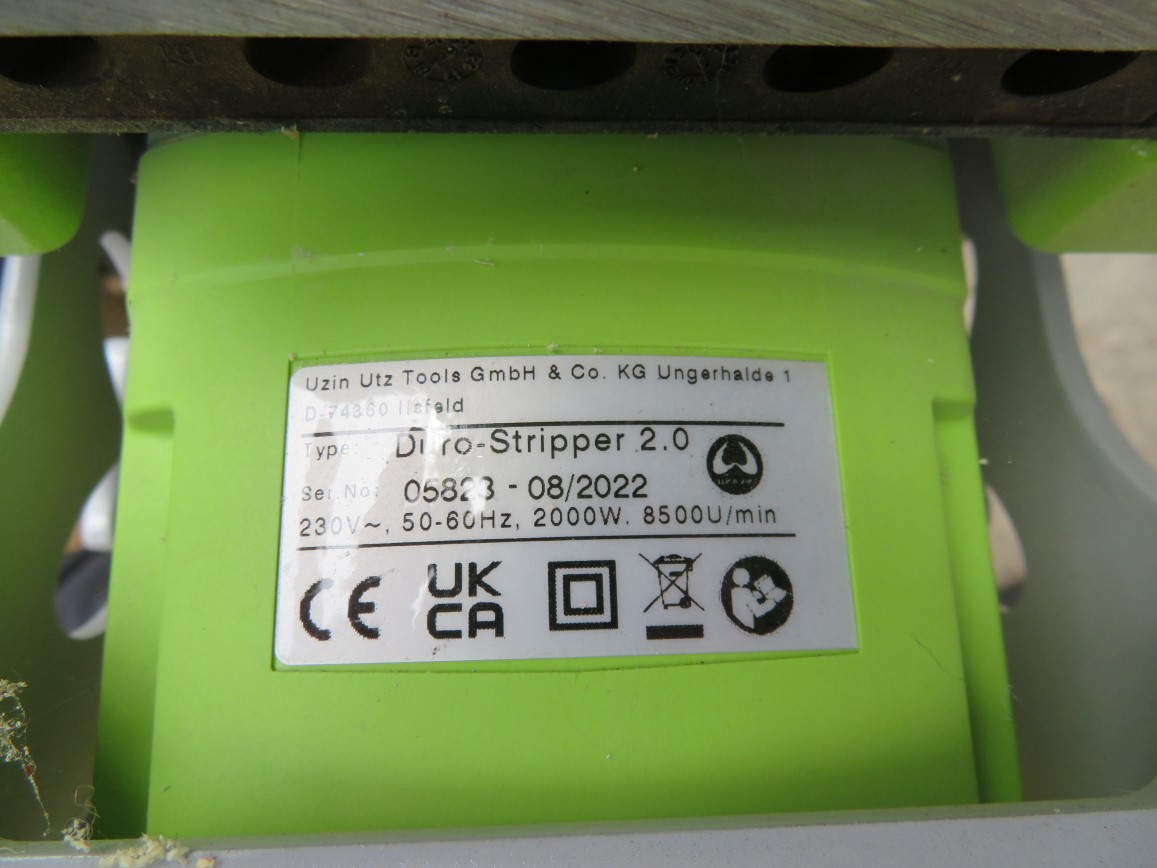 Uzin Utz Tools GmbH & Co. KG Ungerhalde 1
D-74360 Ilsfeld
Type: Duro-Stripper 2.0
Ser.No: 05823 - 08/2022
230V~, 50-60Hz, 2000W. 8500U/min
CE
UK
CA